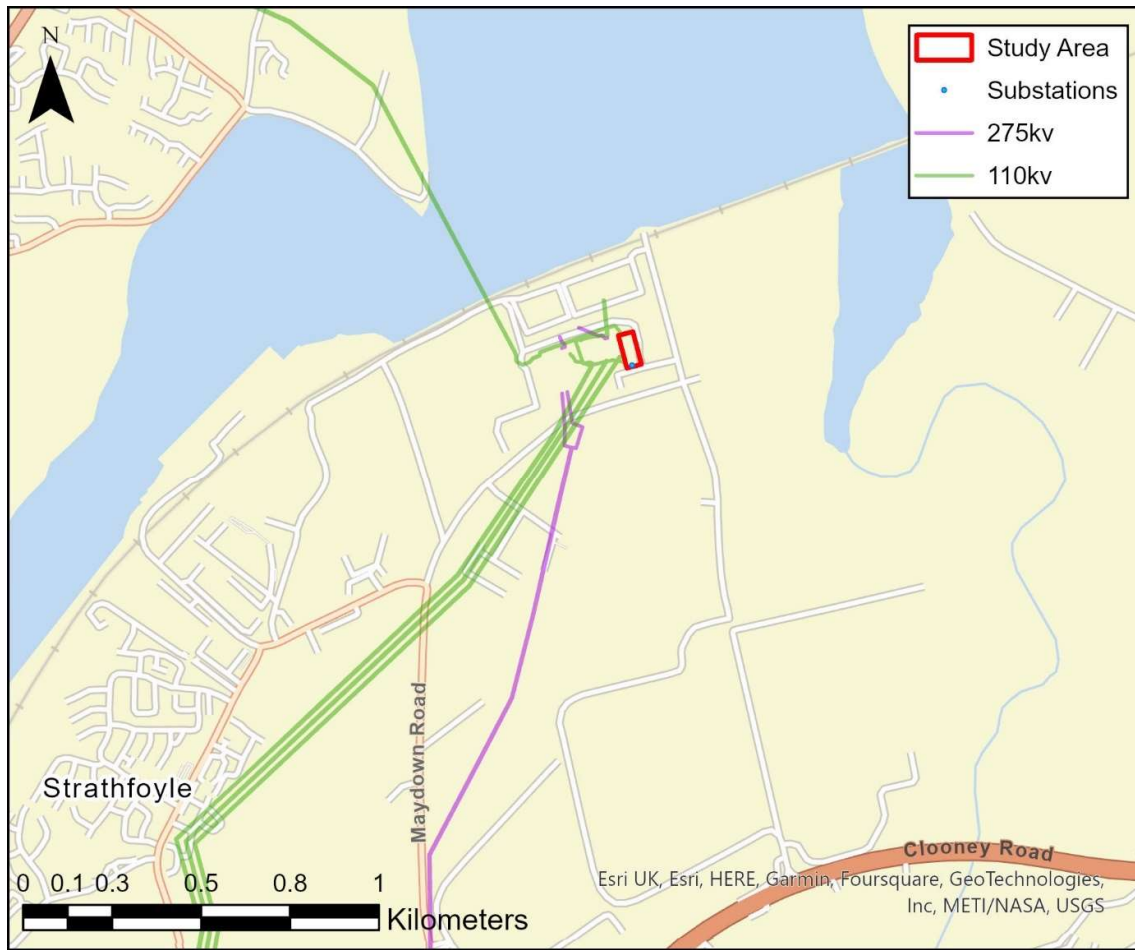 N
Study Area
Substations
275kv
110kv
Maydown Road
Strathfoyle
Clooney Road
0 0.1 0.3 0.5 0.8 1
Kilometers
Esri UK, Esri, HERE, Garmin, Foursquare, GeoTechnologies,
Inc, METI/NASA, USGS